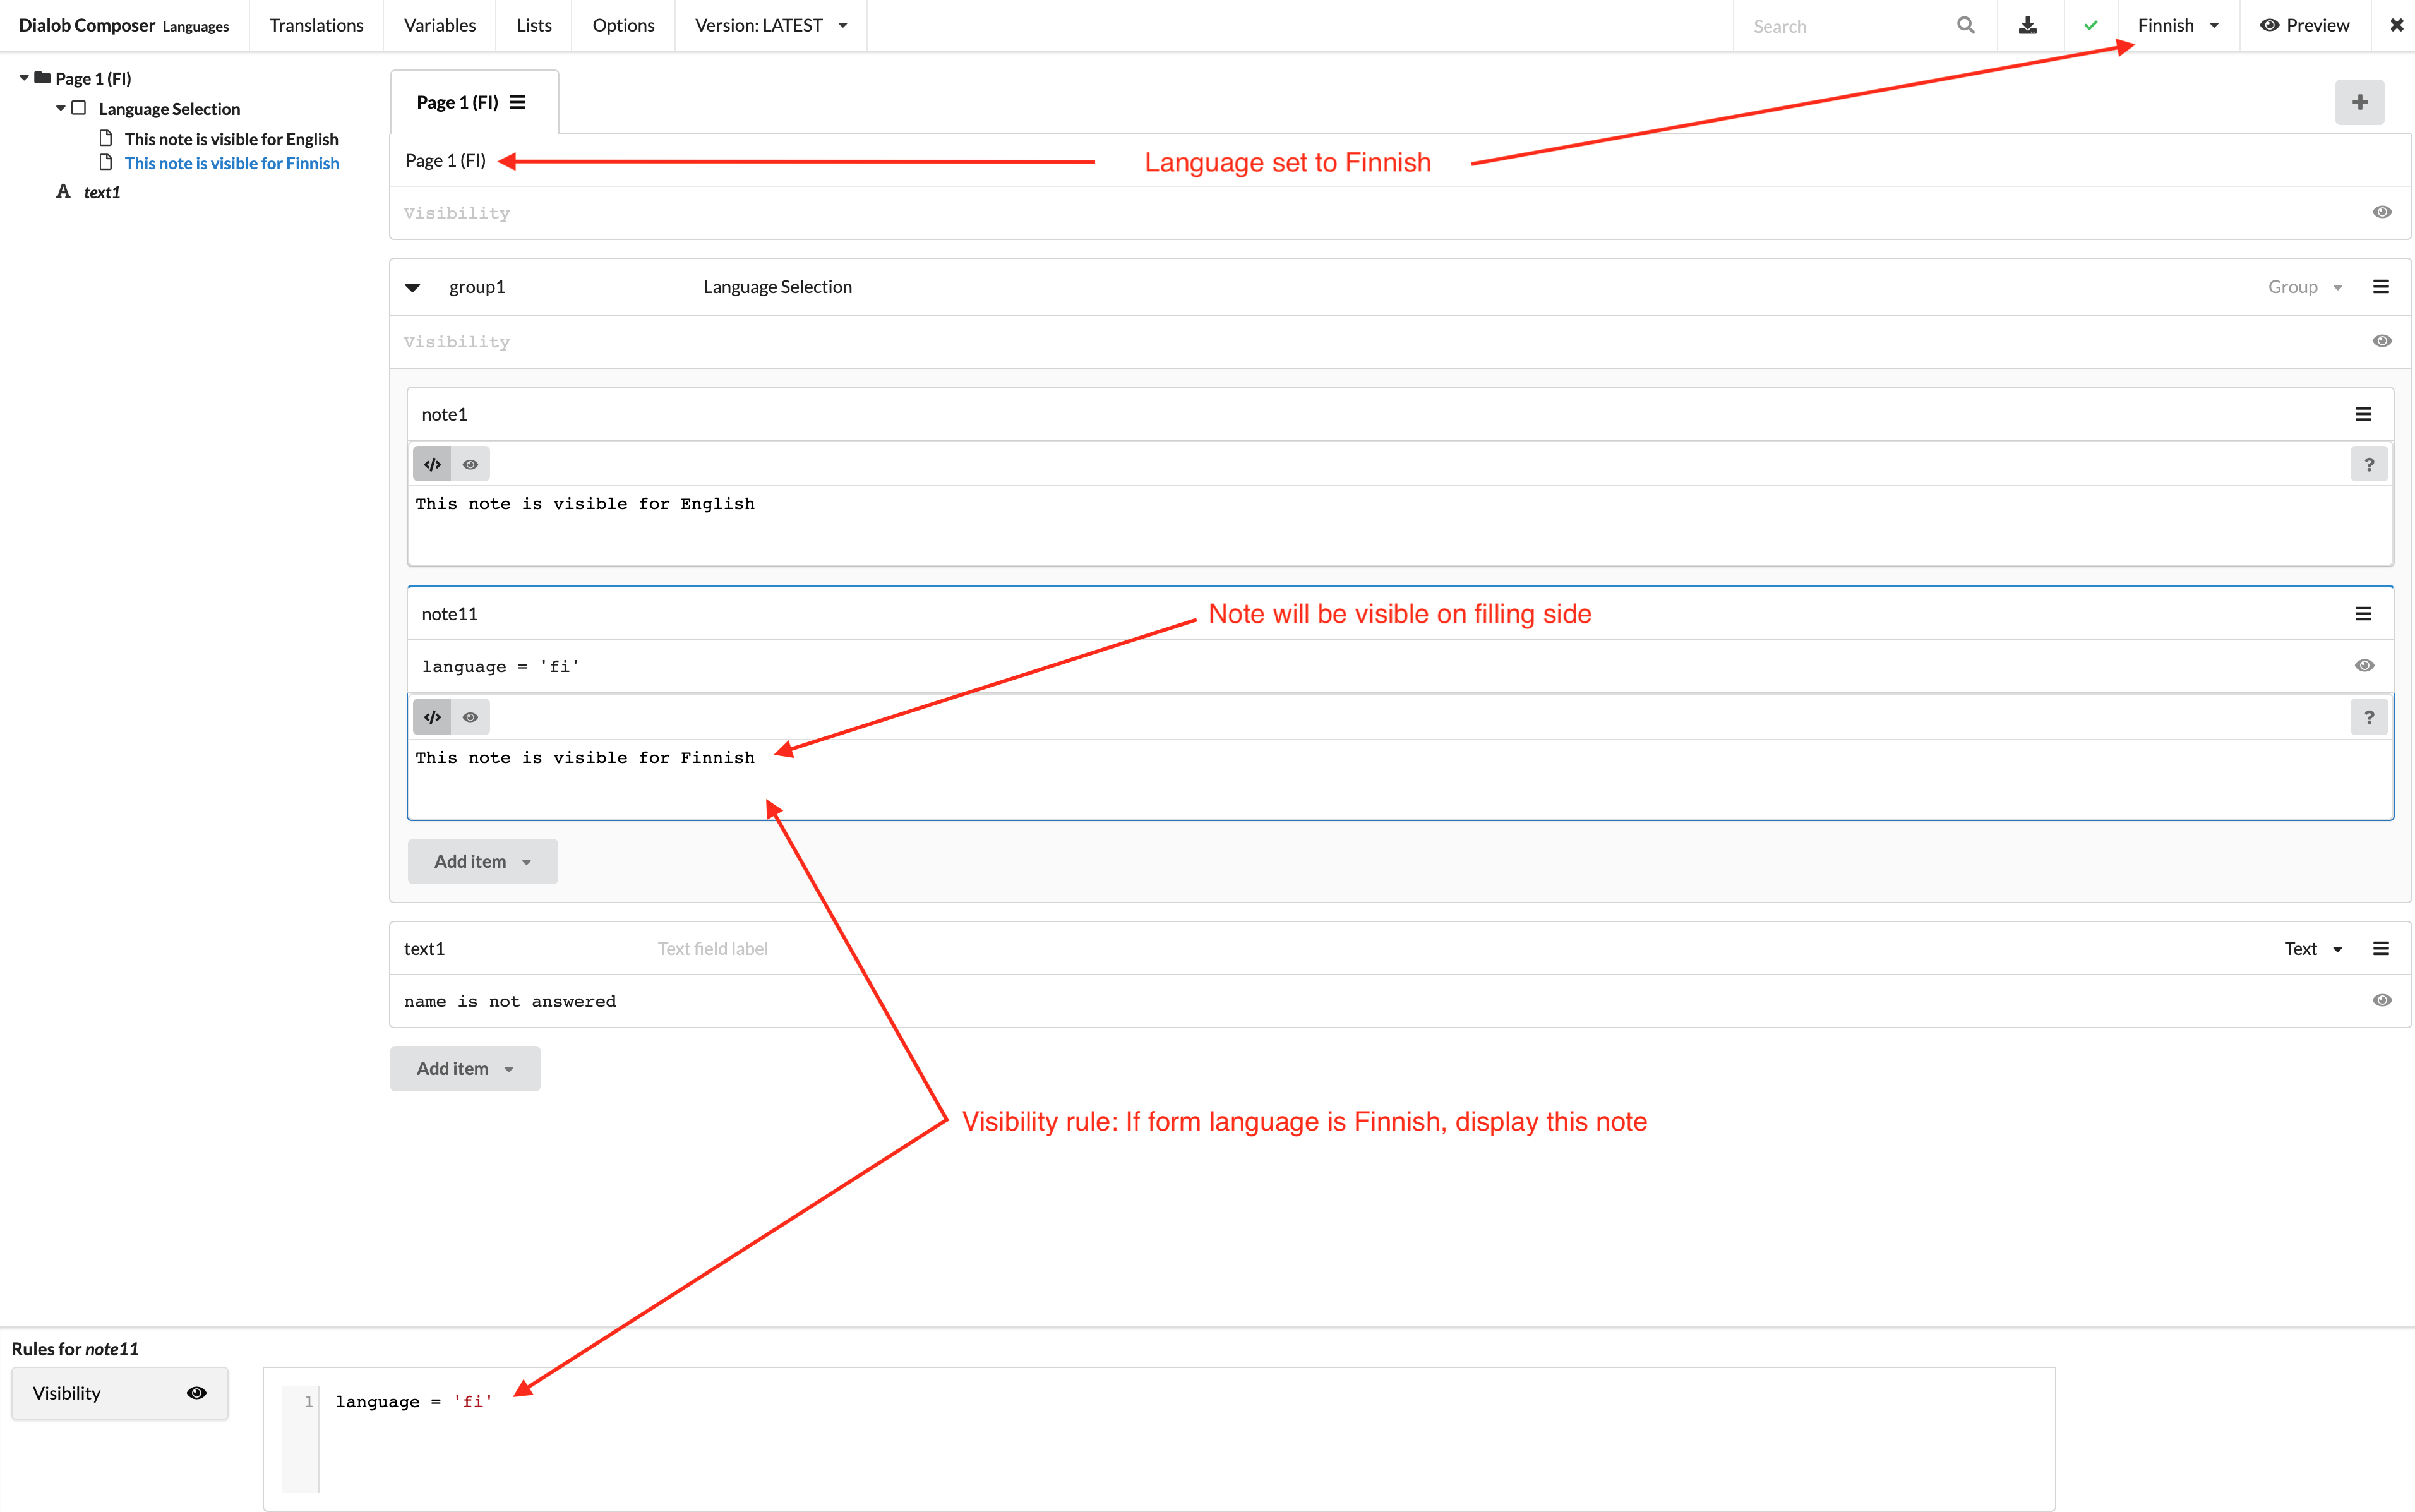 Dialob Composer Languages Translations Variables Lists Options Version: LATEST Search Finnish Preview
Page 1 (FI)
Language Selection
This note is visible for English
This note is visible for Finnish
A text1
Page 1 (FI)
Page 1 (FI)
Language set to Finnish
Visibility
group1 Language Selection Group
Visibility
note1
</> ?
This note is visible for English
note11
Note will be visible on filling side
language = 'fi'
</> ?
This note is visible for Finnish
Add item
text1 Text field label Text
name is not answered
Add item
Visibility rule: If form language is Finnish, display this note
Rules for note11
Visibility
1 language = 'fi'